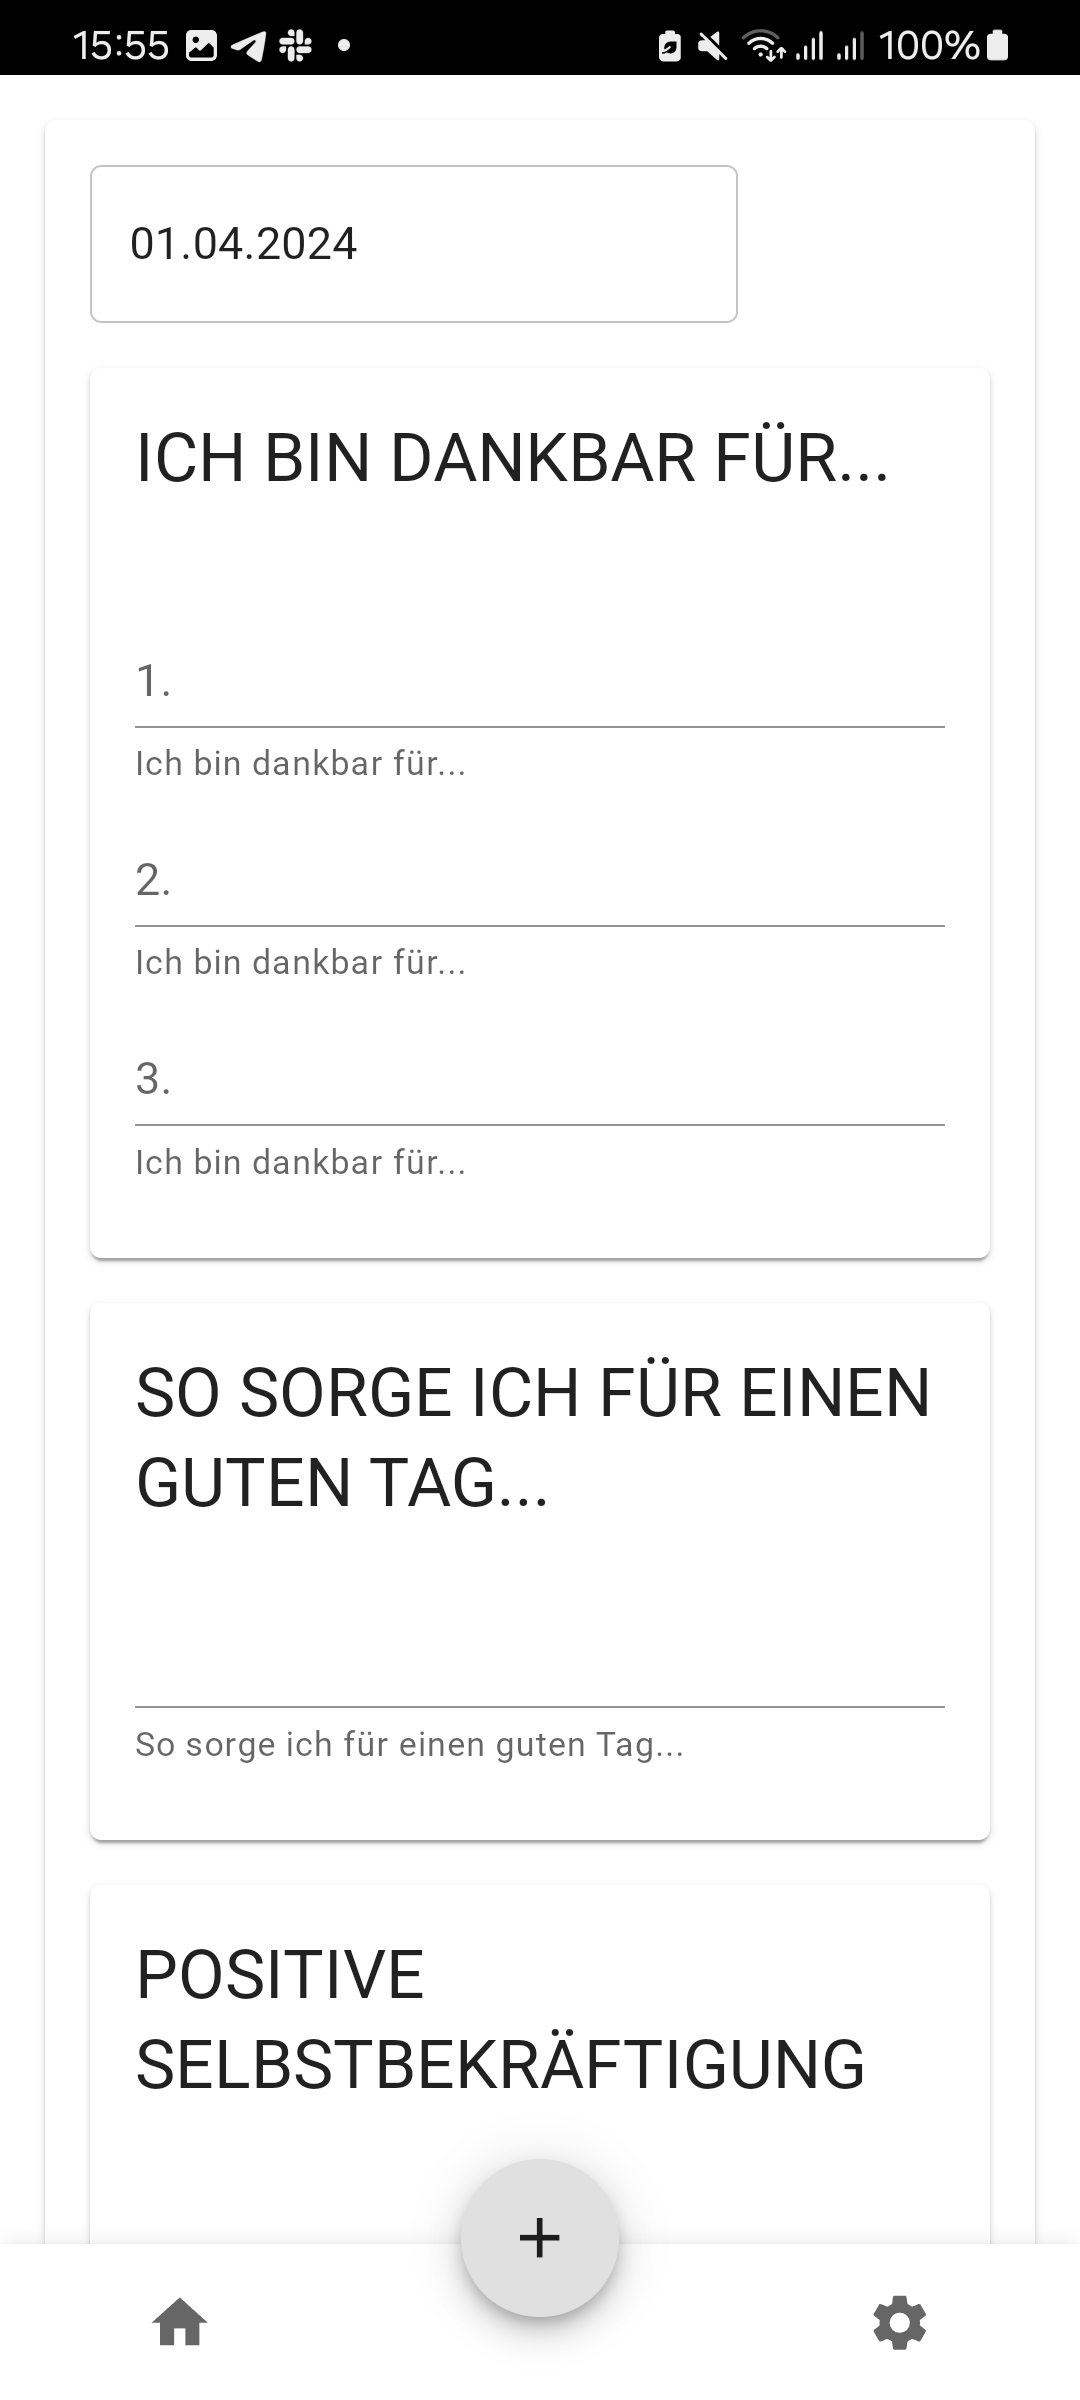 15:55
100%
01.04.2024
ICH BIN DANKBAR FÜR...
1.
Ich bin dankbar für...
2.
Ich bin dankbar für...
3.
Ich bin dankbar für...
SO SORGE ICH FÜR EINEN
GUTEN TAG...
So sorge ich für einen guten Tag...
POSITIVE
SELBSTBEKRÄFTIGUNG